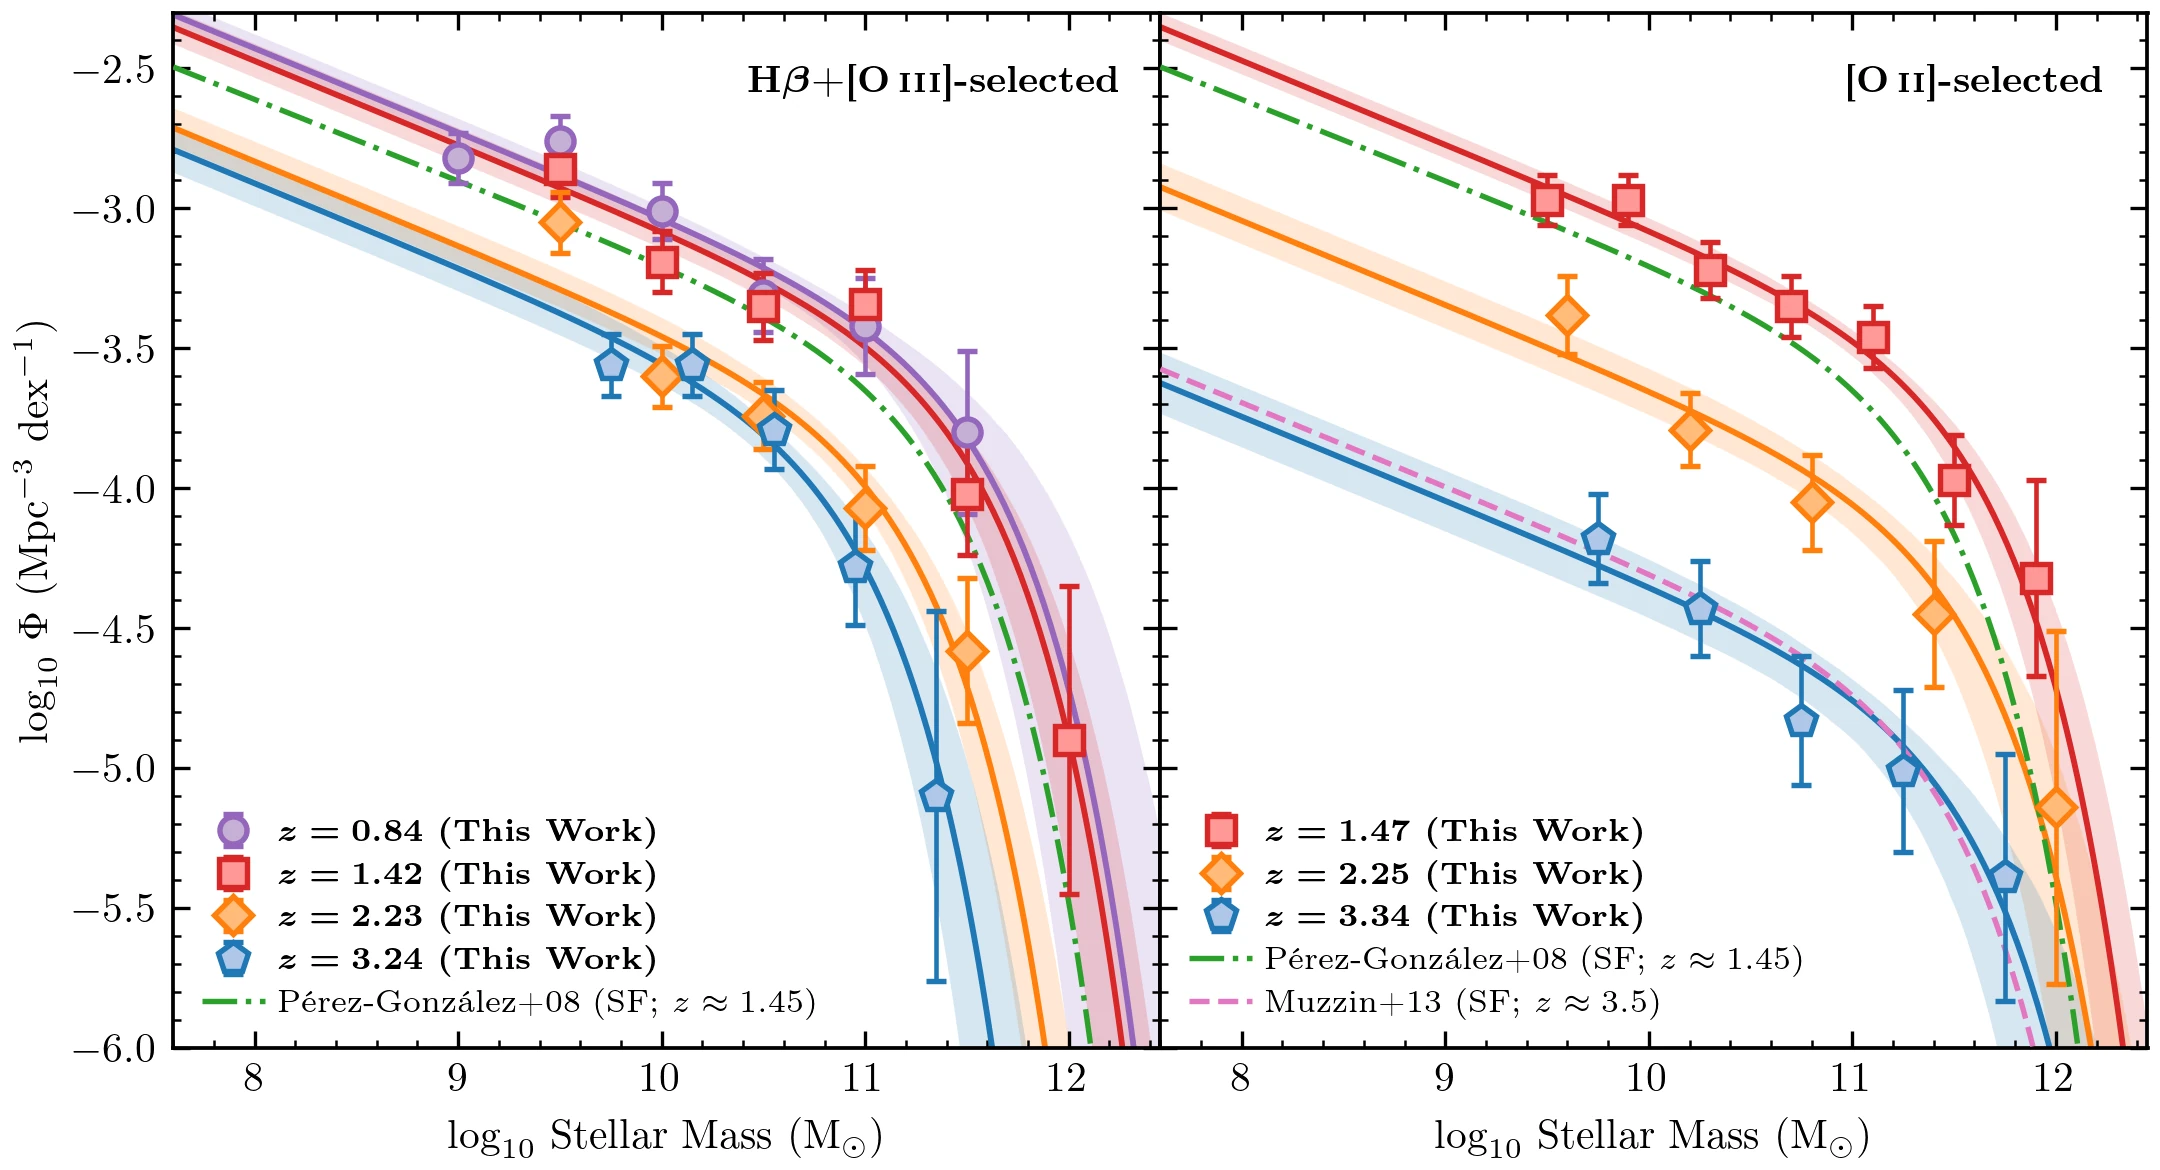 Hβ+[O III]-selected
[O II]-selected
−2.5
−3.0
−3.5
−4.0
−4.5
−5.0
−5.5
−6.0
log₁₀ Φ (Mpc⁻³ dex⁻¹)
z = 0.84 (This Work)
z = 1.42 (This Work)
z = 2.23 (This Work)
z = 3.24 (This Work)
Pérez-González+08 (SF; z ≈ 1.45)
z = 1.47 (This Work)
z = 2.25 (This Work)
z = 3.34 (This Work)
Pérez-González+08 (SF; z ≈ 1.45)
Muzzin+13 (SF; z ≈ 3.5)
8 9 10 11 12
8 9 10 11 12
log₁₀ Stellar Mass (M⊙)
log₁₀ Stellar Mass (M⊙)